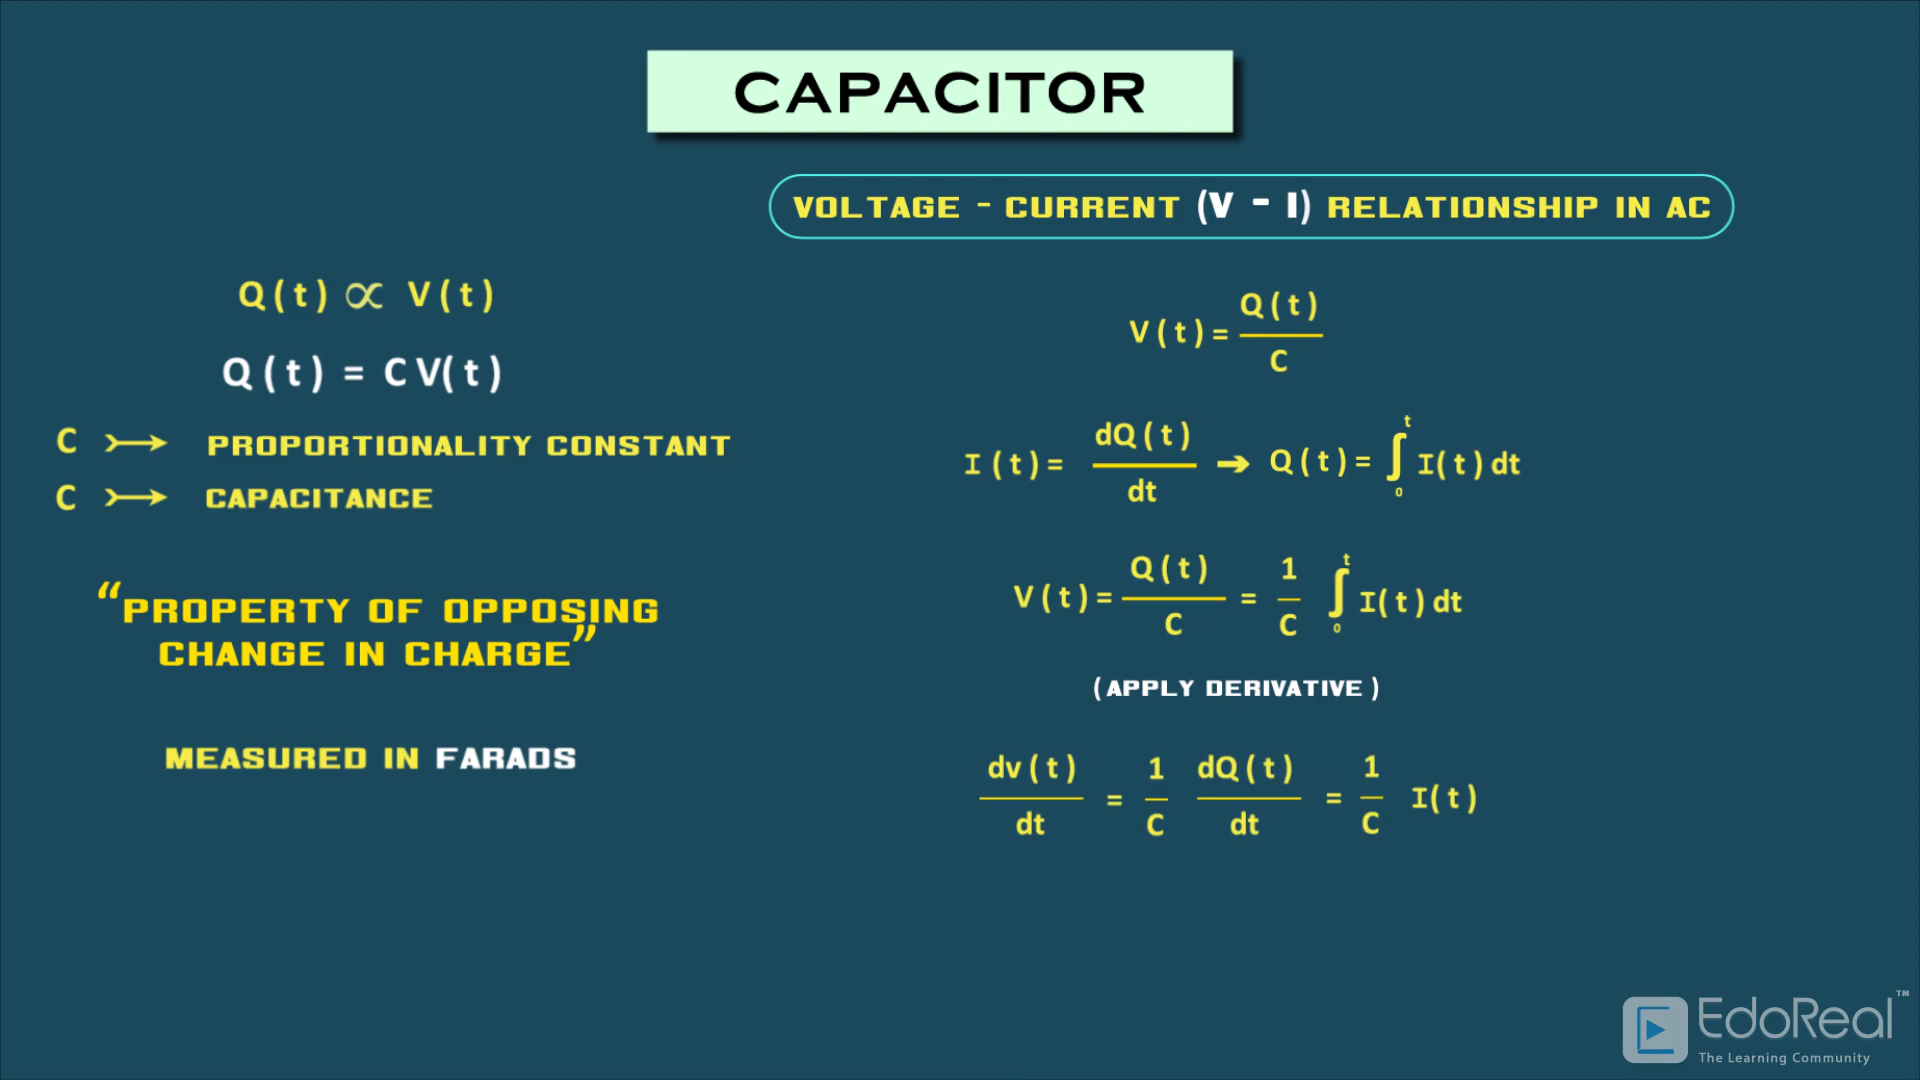 CAPACITOR
VOLTAGE - CURRENT (V - I) RELATIONSHIP IN AC
Q(t) ∝ V(t)
Q(t) = C V(t)
C ➳ PROPORTIONALITY CONSTANT
C ➳ CAPACITANCE
“PROPERTY OF OPPOSING
CHANGE IN CHARGE”
MEASURED IN FARADS
V(t) = Q(t) / C
I(t) = dQ(t) / dt ➔ Q(t) = ∫₀ᵗ I(t) dt
V(t) = Q(t) / C = 1 / C ∫₀ᵗ I(t) dt
(APPLY DERIVATIVE)
dv(t) / dt = 1 / C dQ(t) / dt = 1 / C I(t)
EdoReal™
The Learning Community